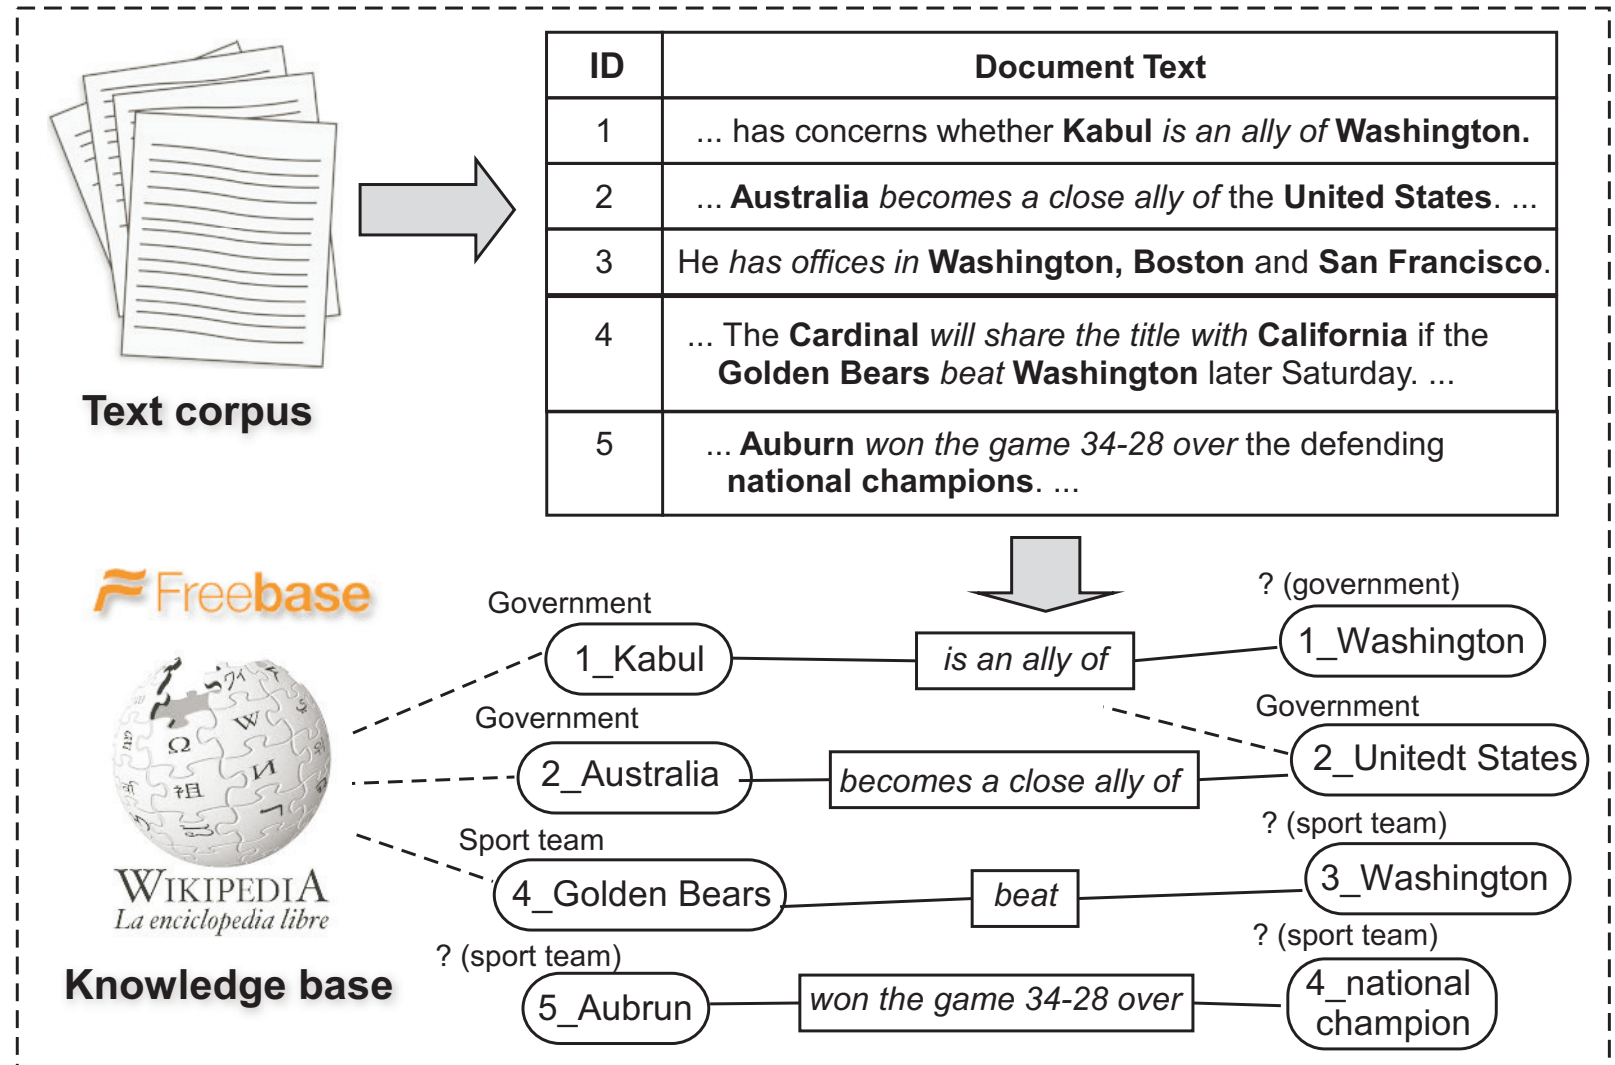 ID Document Text
1 ... has concerns whether Kabul is an ally of Washington.
2 ... Australia becomes a close ally of the United States. ...
3 He has offices in Washington, Boston and San Francisco.
4 ... The Cardinal will share the title with California if the
Golden Bears beat Washington later Saturday. ...
5 ... Auburn won the game 34-28 over the defending
national champions. ...
Text corpus
Freebase
WIKIPEDIA
La enciclopedia libre
Knowledge base
Government
1_Kabul
is an ally of
? (government)
1_Washington
Government
2_Australia
becomes a close ally of
Government
2_Unitedt States
Sport team
4_Golden Bears
beat
? (sport team)
3_Washington
? (sport team)
5_Aubrun
won the game 34-28 over
? (sport team)
4_national
champion